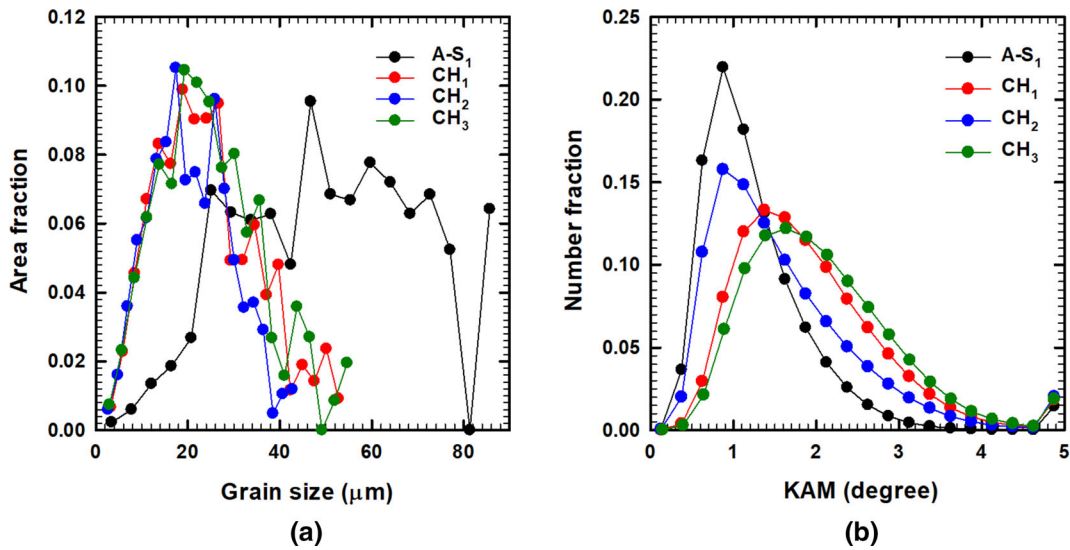 0.12
0.10
0.08
0.06
0.04
0.02
0.00
Area fraction
0 20 40 60 80
Grain size (μm)
A-S₁
CH₁
CH₂
CH₃
(a)
0.25
0.20
0.15
0.10
0.05
0.00
Number fraction
0 1 2 3 4 5
KAM (degree)
A-S₁
CH₁
CH₂
CH₃
(b)